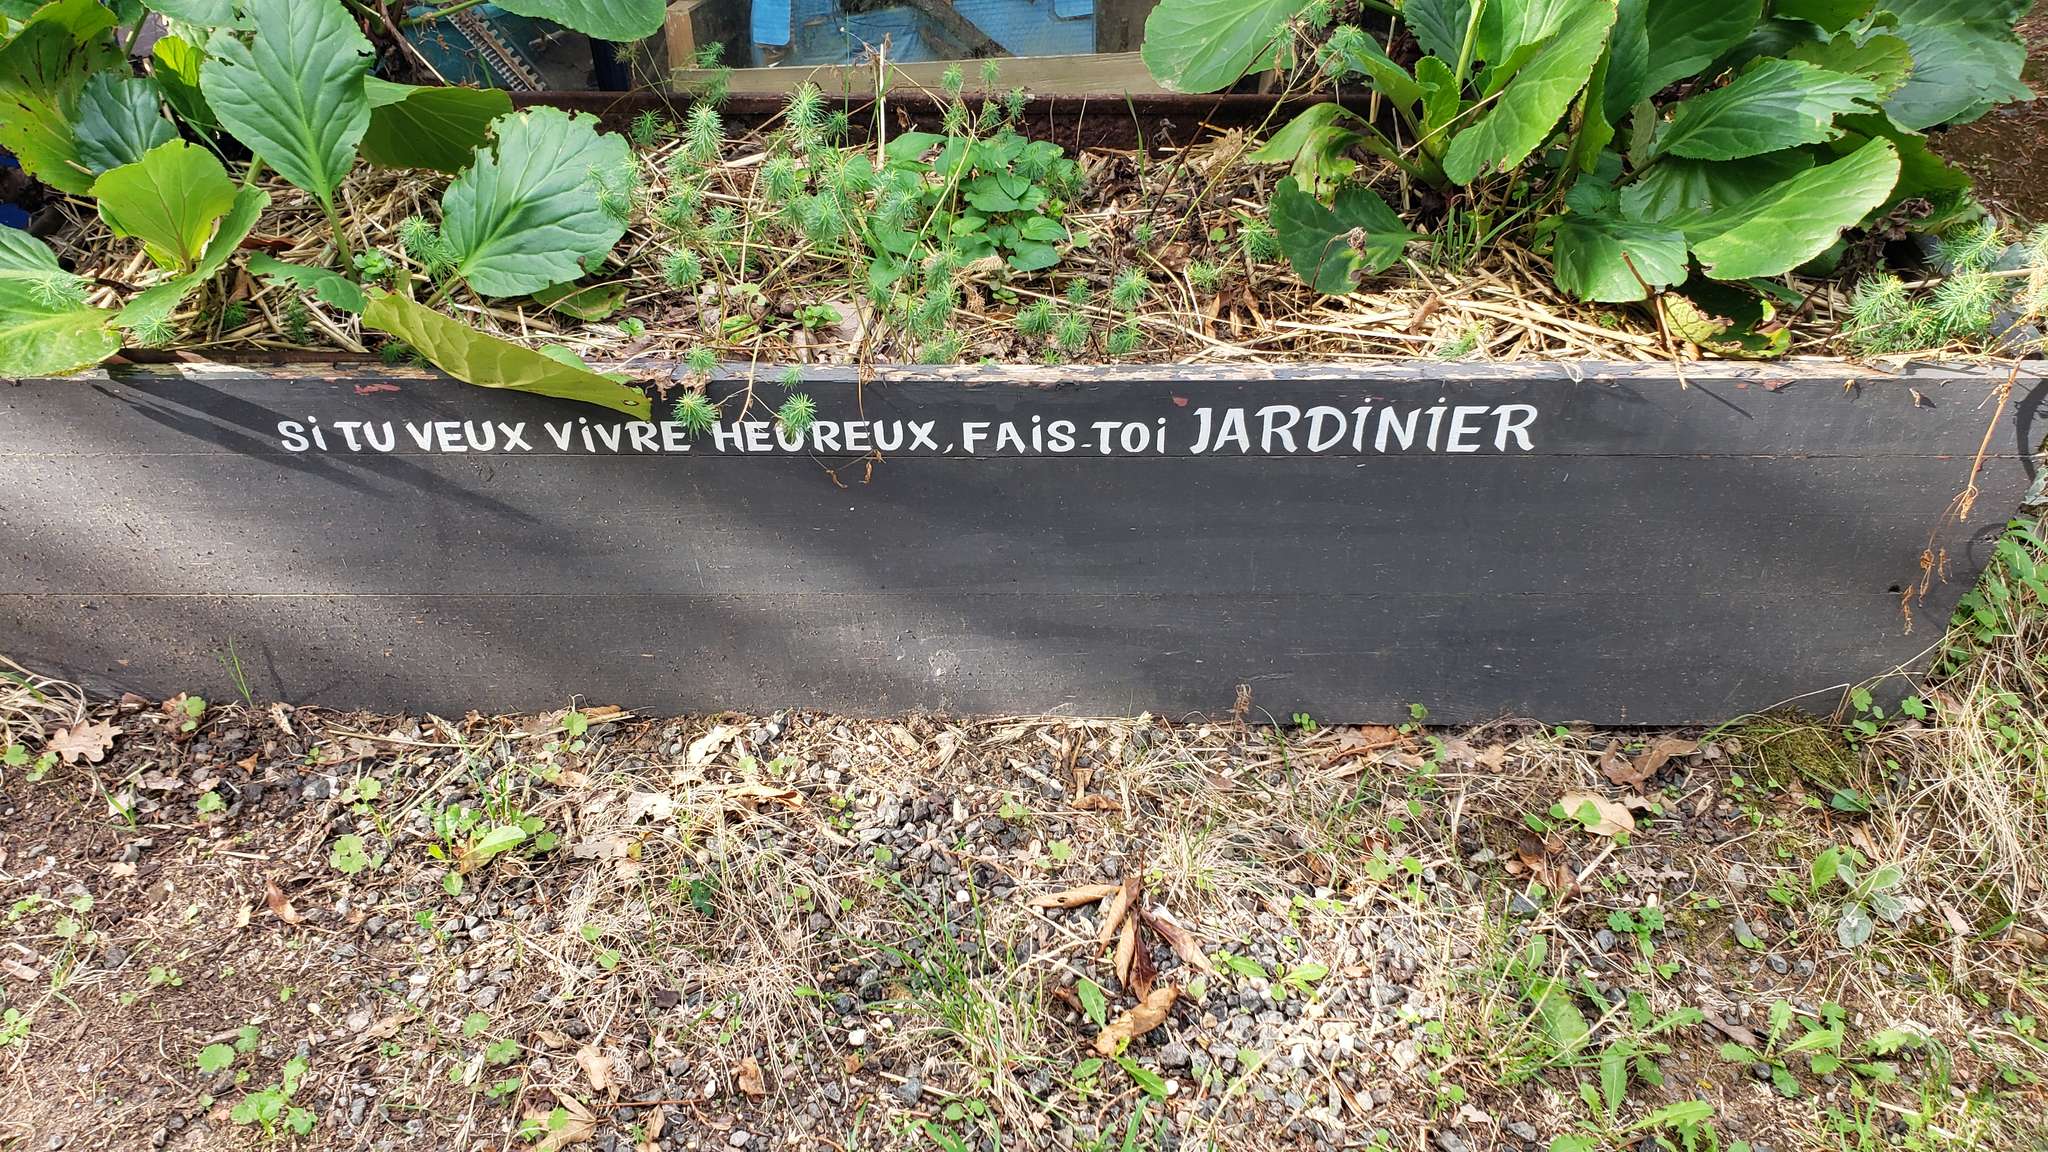 Si TU VEUX ViVRE HEUREUX, FAiS-TOi JARDiNiER